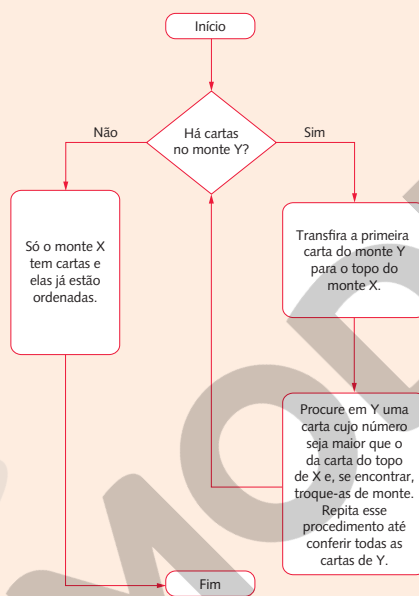 Início
Há cartas
no monte Y?
Não
Sim
Só o monte X
tem cartas e
elas já estão
ordenadas.
Transfira a primeira
carta do monte Y
para o topo do
monte X.
Procure em Y uma
carta cujo número
seja maior que o
da carta do topo
de X e, se encontrar,
troque-as de monte.
Repita esse
procedimento até
conferir todas as
cartas de Y.
Fim